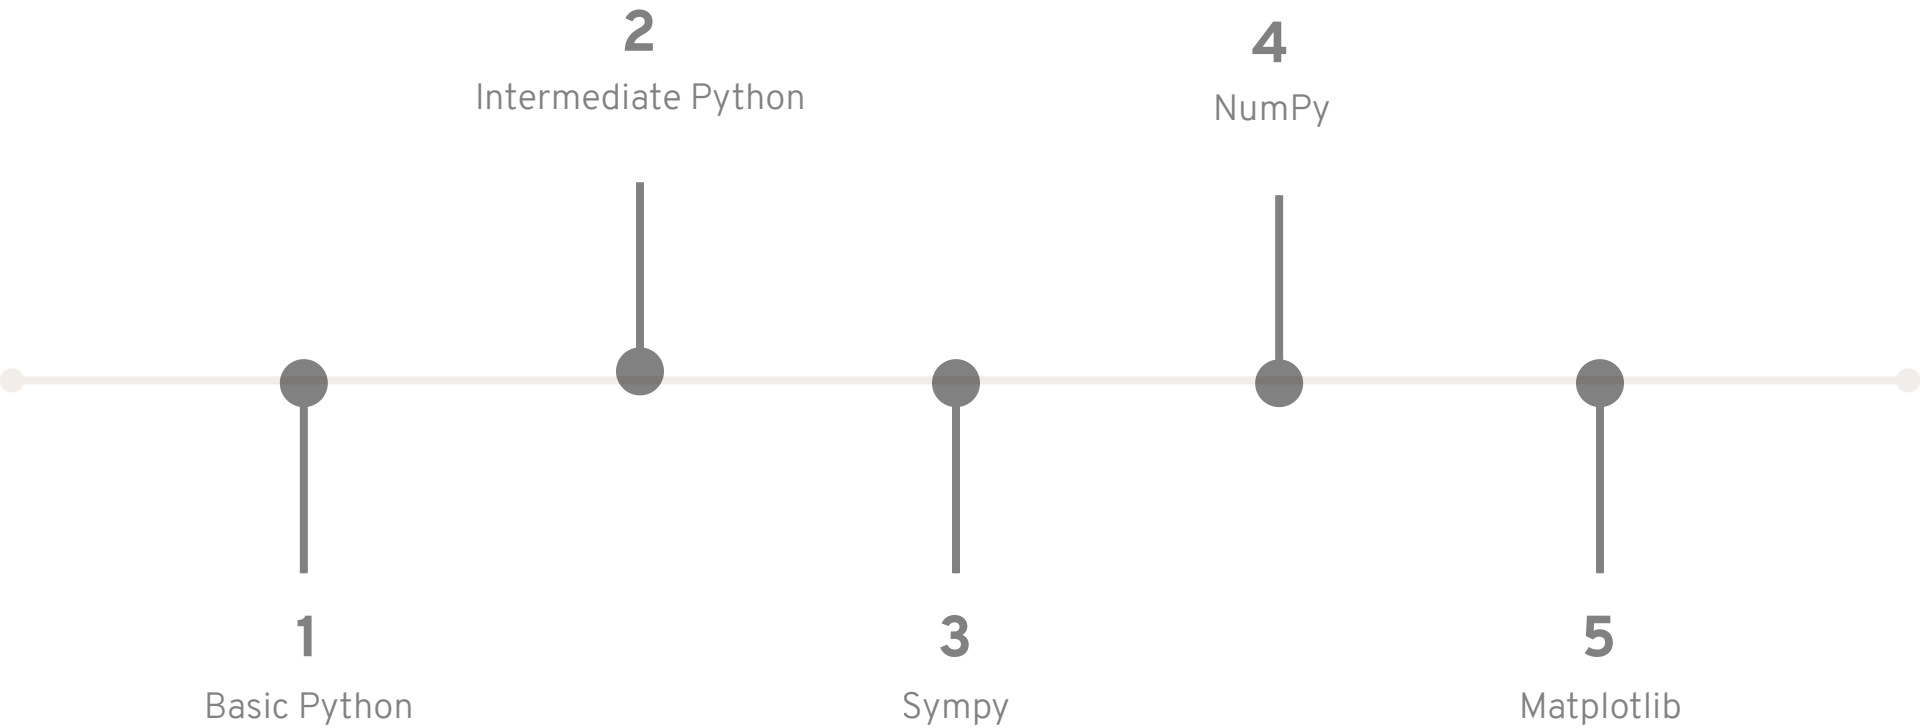 1
Basic Python
2
Intermediate Python
3
Sympy
4
NumPy
5
Matplotlib